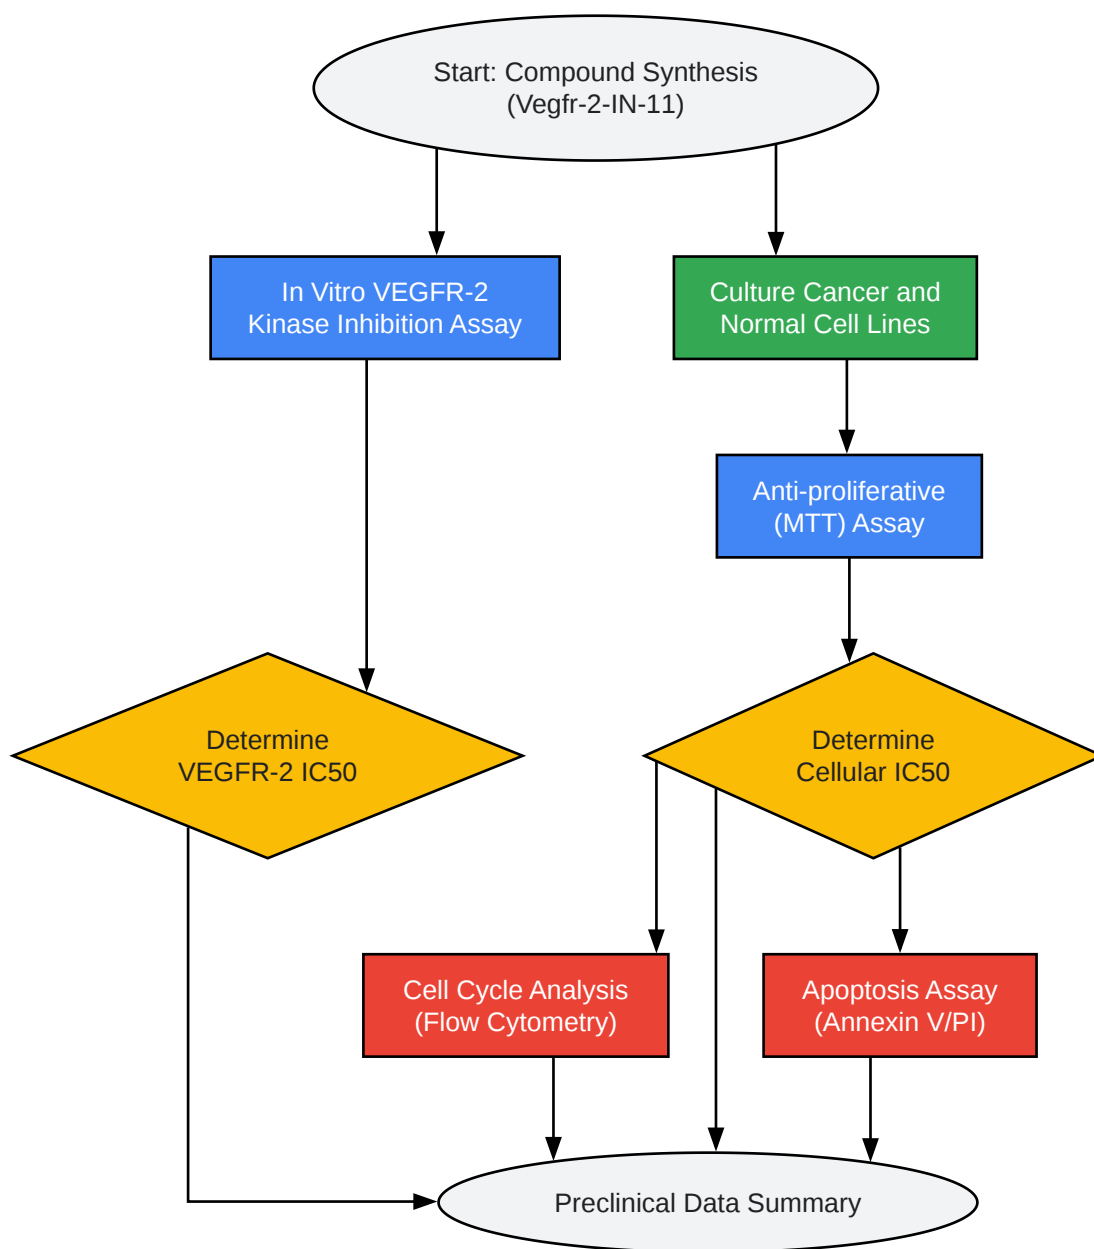 Start: Compound Synthesis
(Vegfr-2-IN-11)
In Vitro VEGFR-2
Kinase Inhibition Assay
Culture Cancer and
Normal Cell Lines
Anti-proliferative
(MTT) Assay
Determine
VEGFR-2 IC50
Determine
Cellular IC50
Cell Cycle Analysis
(Flow Cytometry)
Apoptosis Assay
(Annexin V/PI)
Preclinical Data Summary